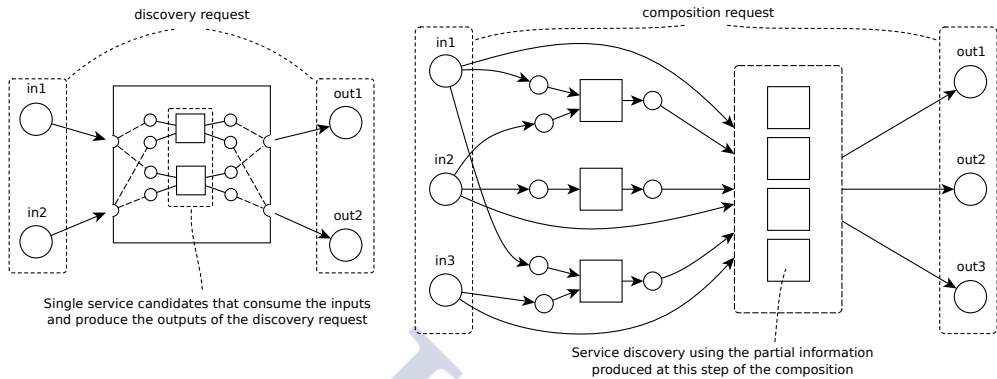 discovery request
in1
in2
out1
out2
Single service candidates that consume the inputs
and produce the outputs of the discovery request
composition request
in1
in2
in3
out1
out2
out3
Service discovery using the partial information
produced at this step of the composition